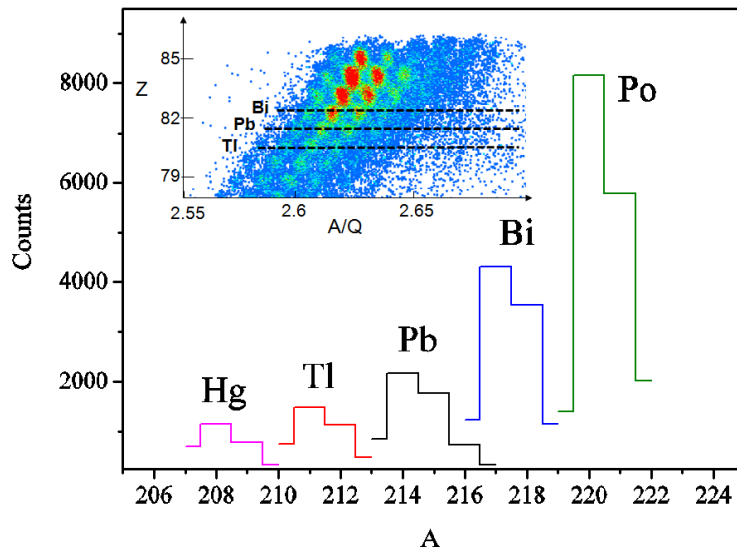 85
Z
82
79
Bi
Pb
Tl
2.55
2.6
2.65
A/Q
8000
6000
4000
2000
Counts
Hg
Tl
Pb
Bi
Po
206 208 210 212 214 216 218 220 222 224
A